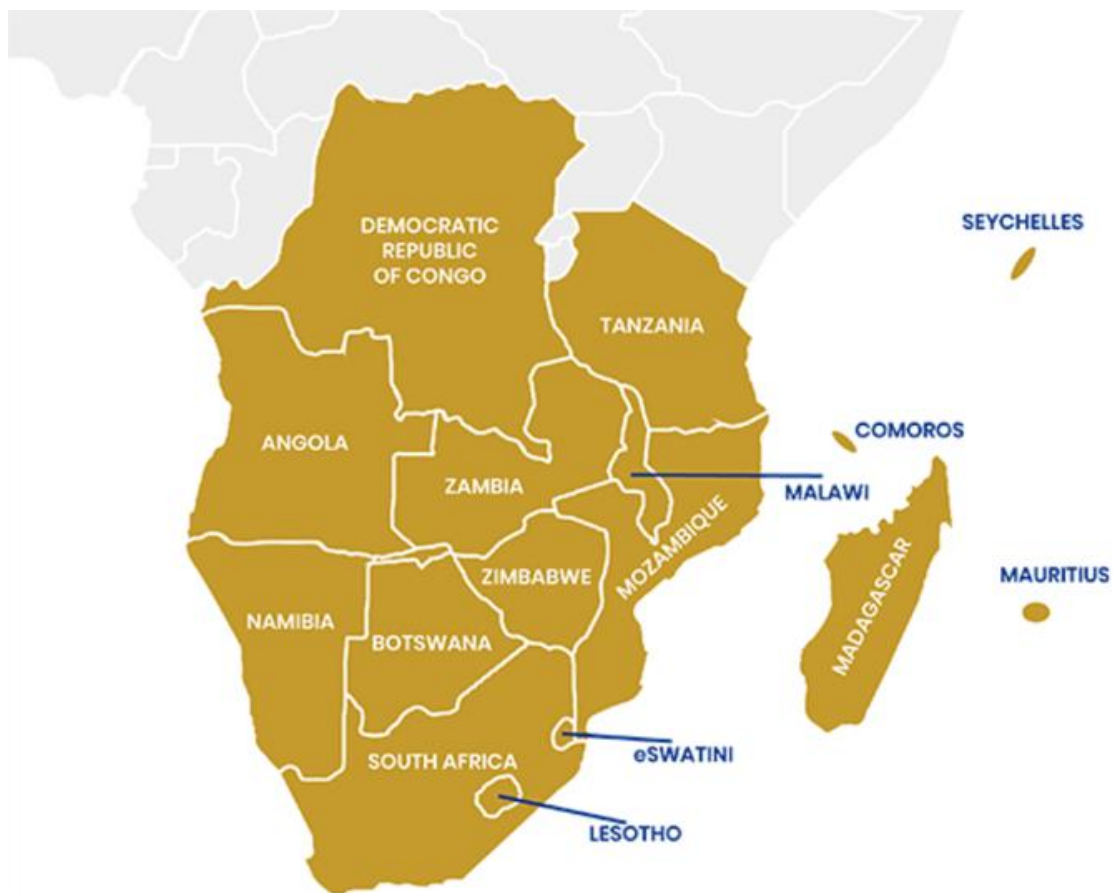 SEYCHELLES
DEMOCRATIC
REPUBLIC
OF CONGO
TANZANIA
COMOROS
ANGOLA
ZAMBIA
MALAWI
MOZAMBIQUE
ZIMBABWE
MADAGASCAR
MAURITIUS
NAMIBIA
BOTSWANA
eSWATINI
SOUTH AFRICA
LESOTHO